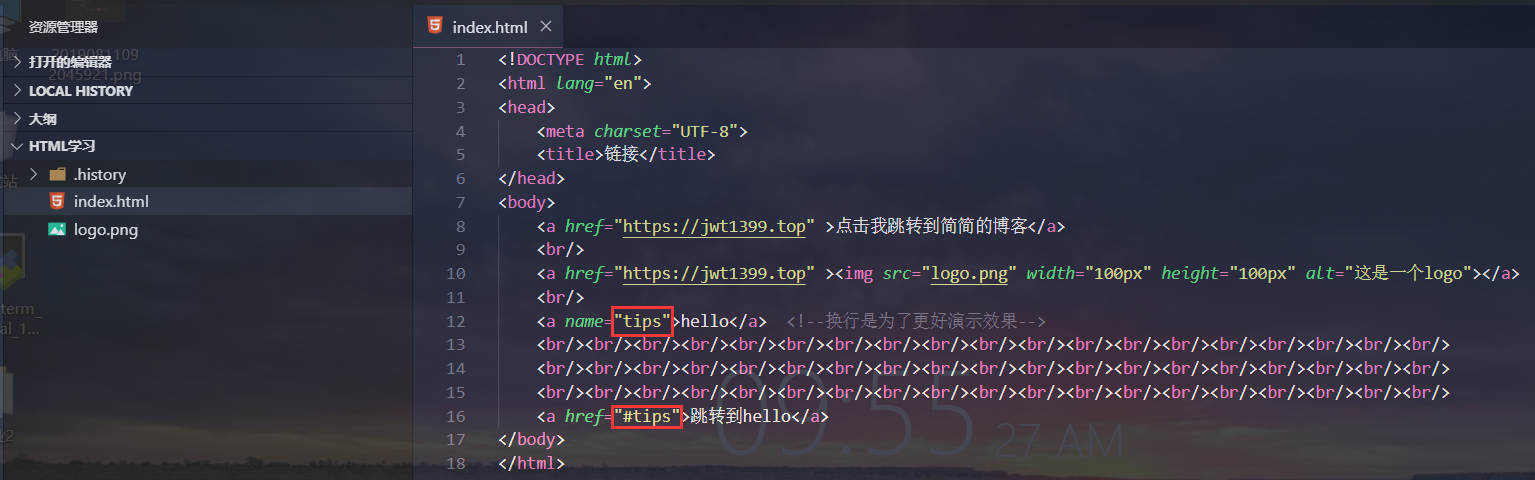 资源管理器
打开的编辑器
2019081109
2045921.png
LOCAL HISTORY
大纲
HTML学习
.history
index.html
logo.png
index.html
1 <!DOCTYPE html>
2 <html lang="en">
3 <head>
4 <meta charset="UTF-8">
5 <title>链接</title>
6 </head>
7 <body>
8 <a href="https://jwt1399.top" >点击我跳转到简简的博客</a>
9 <br/>
10 <a href="https://jwt1399.top" ><img src="logo.png" width="100px" height="100px" alt="这是一个logo"></a>
11 <br/>
12 <a name="tips">hello</a> <!--换行是为了更好演示效果-->
13 <br/><br/><br/><br/><br/><br/><br/><br/><br/><br/><br/><br/><br/><br/><br/><br/><br/><br/><br/>
14 <br/><br/><br/><br/><br/><br/><br/><br/><br/><br/><br/><br/><br/><br/><br/><br/><br/><br/><br/>
15 <br/><br/><br/><br/><br/><br/><br/><br/><br/><br/><br/><br/><br/><br/><br/><br/><br/><br/><br/>
16 <a href="#tips">跳转到hello</a>
17 </body>
18 </html>
09:55
27 AM